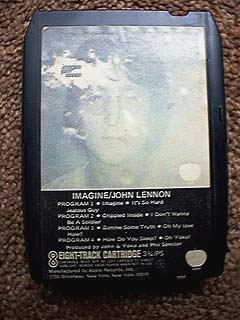 imagine
john
lennon
IMAGINE/JOHN LENNON
PROGRAM 1 • Imagine • It's So Hard
Jealous Guy
PROGRAM 2 • Crippled Inside • I Don't Wanna
Be A Soldier
PROGRAM 3 • Gimme Some Truth • Oh My Love
How?
PROGRAM 4 • How Do You Sleep? • Oh Yoko!
Produced by John & Yoko and Phil Spector
8 EIGHT-TRACK CARTRIDGE
Manufactured by Apple Records, Inc.
1700 Broadway, New York, New York 10019